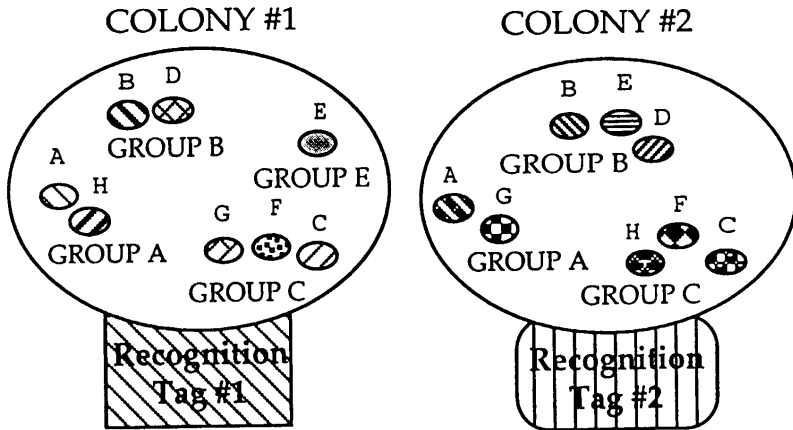 COLONY #1
B D
E
GROUP B
A
H
GROUP E
G F C
GROUP A
GROUP C
Recognition
Tag #1
COLONY #2
B E
D
GROUP B
A
G
F
H C
GROUP A
GROUP C
Recognition
Tag #2